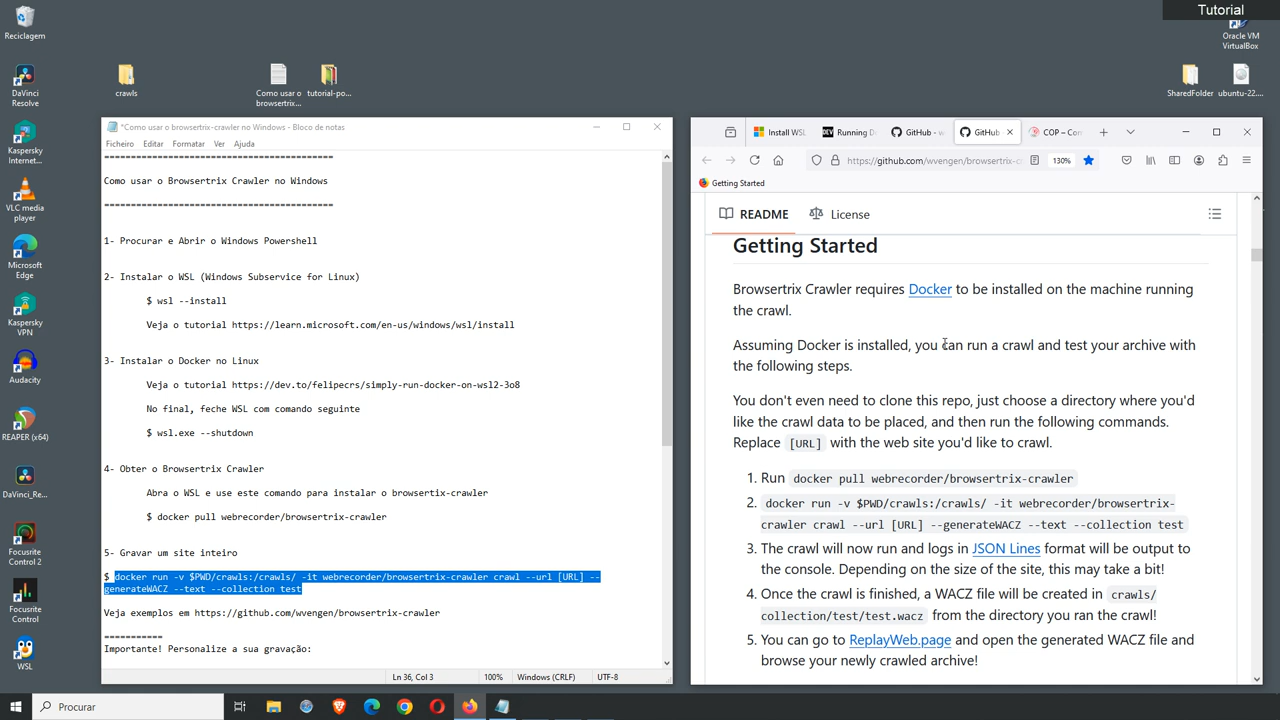 Tutorial
Reciclagem
DaVinci
Resolve
Kaspersky
Internet...
VLC media
player
Microsoft
Edge
Kaspersky
VPN
Audacity
REAPER (x64)
DaVinci_Re...
Focusrite
Control 2
Focusrite
Control
WSL
crawls
Como usar o
browsertrix...
tutorial-po...
Oracle VM
VirtualBox
SharedFolder
ubuntu-22....
*Como usar o browsertrix-crawler no Windows - Bloco de notas
Ficheiro Editar Formatar Ver Ajuda
===========================================
Como usar o Browsertrix Crawler no Windows
===========================================
1- Procurar e Abrir o Windows Powershell
2- Instalar o WSL (Windows Subservice for Linux)
$ wsl --install
Veja o tutorial https://learn.microsoft.com/en-us/windows/wsl/install
3- Instalar o Docker no Linux
Veja o tutorial https://dev.to/felipecrs/simply-run-docker-on-wsl2-3o8
No final, feche WSL com comando seguinte
$ wsl.exe --shutdown
4- Obter o Browsertrix Crawler
Abra o WSL e use este comando para instalar o browsertix-crawler
$ docker pull webrecorder/browsertrix-crawler
5- Gravar um site inteiro
$ docker run -v $PWD/crawls:/crawls/ -it webrecorder/browsertrix-crawler crawl --url [URL] --
generateWACZ --text --collection test
Veja exemplos em https://github.com/wvengen/browsertrix-crawler
===========
Importante! Personalize a sua gravação:
Ln 36, Col 3 100% Windows (CRLF) UTF-8
Install WSL
DEV Running D
GitHub - w
GitHub
COP – Con
https://github.com/wvengen/browsertrix-c
130%
Getting Started
README
License
Getting Started
Browsertrix Crawler requires Docker to be installed on the machine running
the crawl.
Assuming Docker is installed, you can run a crawl and test your archive with
the following steps.
You don't even need to clone this repo, just choose a directory where you'd
like the crawl data to be placed, and then run the following commands.
Replace [URL] with the web site you'd like to crawl.
1. Run docker pull webrecorder/browsertrix-crawler
2. docker run -v $PWD/crawls:/crawls/ -it webrecorder/browsertrix-
crawler crawl --url [URL] --generateWACZ --text --collection test
3. The crawl will now run and logs in JSON Lines format will be output to
the console. Depending on the size of the site, this may take a bit!
4. Once the crawl is finished, a WACZ file will be created in crawls/
collection/test/test.wacz from the directory you ran the crawl!
5. You can go to ReplayWeb.page and open the generated WACZ file and
browse your newly crawled archive!
Procurar